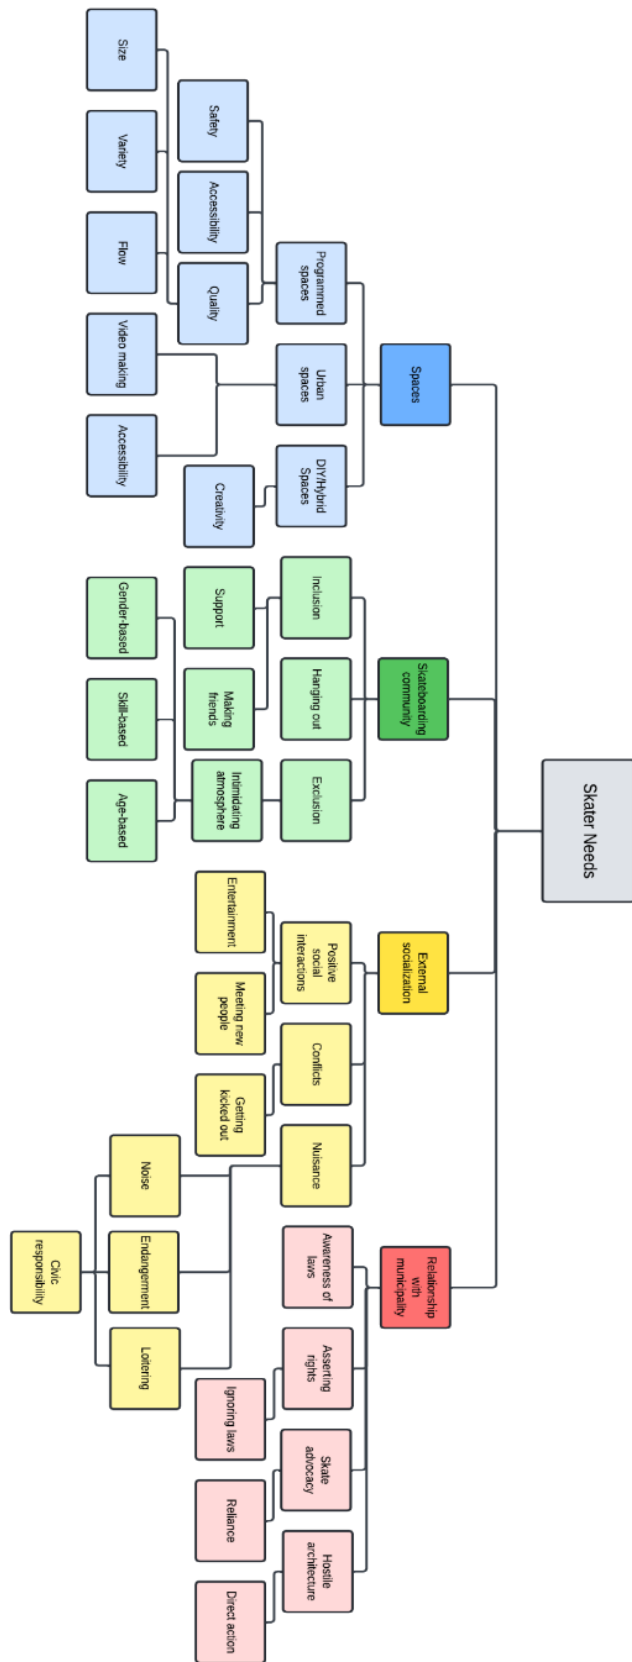 Skater Needs
Spaces
Skateboarding
community
External
socialization
Relationship
with
municipality
Programmed
spaces
Urban
spaces
DIY/Hybrid
Spaces
Inclusion
Hanging out
Exclusion
Positive
social
interactions
Conflicts
Nuisance
Awareness of
laws
Asserting
rights
Skate
advocacy
Hostile
architecture
Safety
Accessibility
Quality
Creativity
Support
Making
friends
Intimidating
atmosphere
Entertainment
Meeting new
people
Getting
kicked out
Ignoring laws
Reliance
Direct action
Size
Variety
Flow
Video making
Accessibility
Gender-based
Skill-based
Age-based
Noise
Endangerment
Loitering
Civic
responsibility